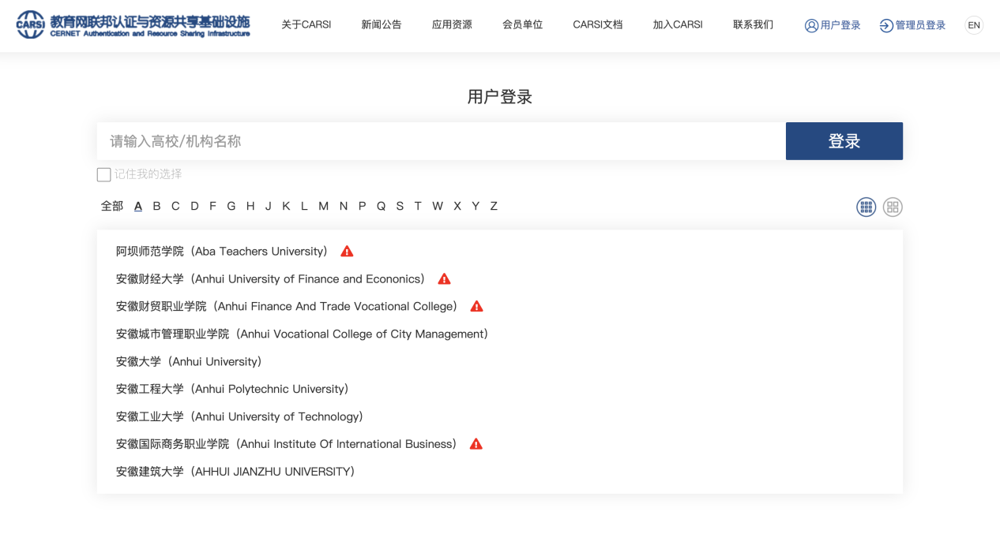 CARSI 教育网联邦认证与资源共享基础设施
CERNET Authentication and Resource Sharing Infrastructure
关于CARSI 新闻公告 应用资源 会员单位 CARSI文档 加入CARSI 联系我们 用户登录 管理员登录 EN
用户登录
请输入高校/机构名称 登录
记住我的选择
全部 A B C D F G H J K L M N P Q S T W X Y Z
阿坝师范学院（Aba Teachers University）
安徽财经大学（Anhui University of Finance and Econonics）
安徽财贸职业学院（Anhui Finance And Trade Vocational College）
安徽城市管理职业学院（Anhui Vocational College of City Management）
安徽大学（Anhui University）
安徽工程大学（Anhui Polytechnic University）
安徽工业大学（Anhui University of Technology）
安徽国际商务职业学院（Anhui Institute Of International Business）
安徽建筑大学（AHHUI JIANZHU UNIVERSITY）